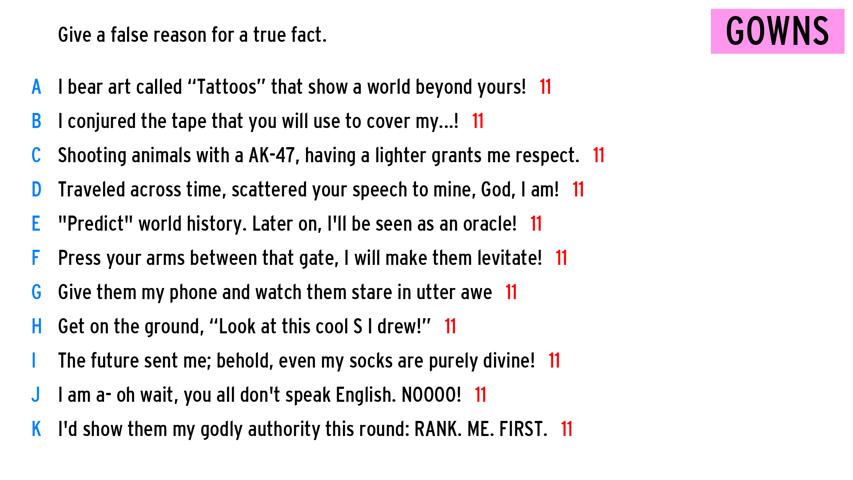 Give a false reason for a true fact.
GOWNS
A I bear art called “Tattoos” that show a world beyond yours! 11
B I conjured the tape that you will use to cover my...! 11
C Shooting animals with a AK-47, having a lighter grants me respect. 11
D Traveled across time, scattered your speech to mine, God, I am! 11
E "Predict" world history. Later on, I'll be seen as an oracle! 11
F Press your arms between that gate, I will make them levitate! 11
G Give them my phone and watch them stare in utter awe 11
H Get on the ground, “Look at this cool S I drew!” 11
I The future sent me; behold, even my socks are purely divine! 11
J I am a- oh wait, you all don't speak English. NOOOO! 11
K I'd show them my godly authority this round: RANK. ME. FIRST. 11